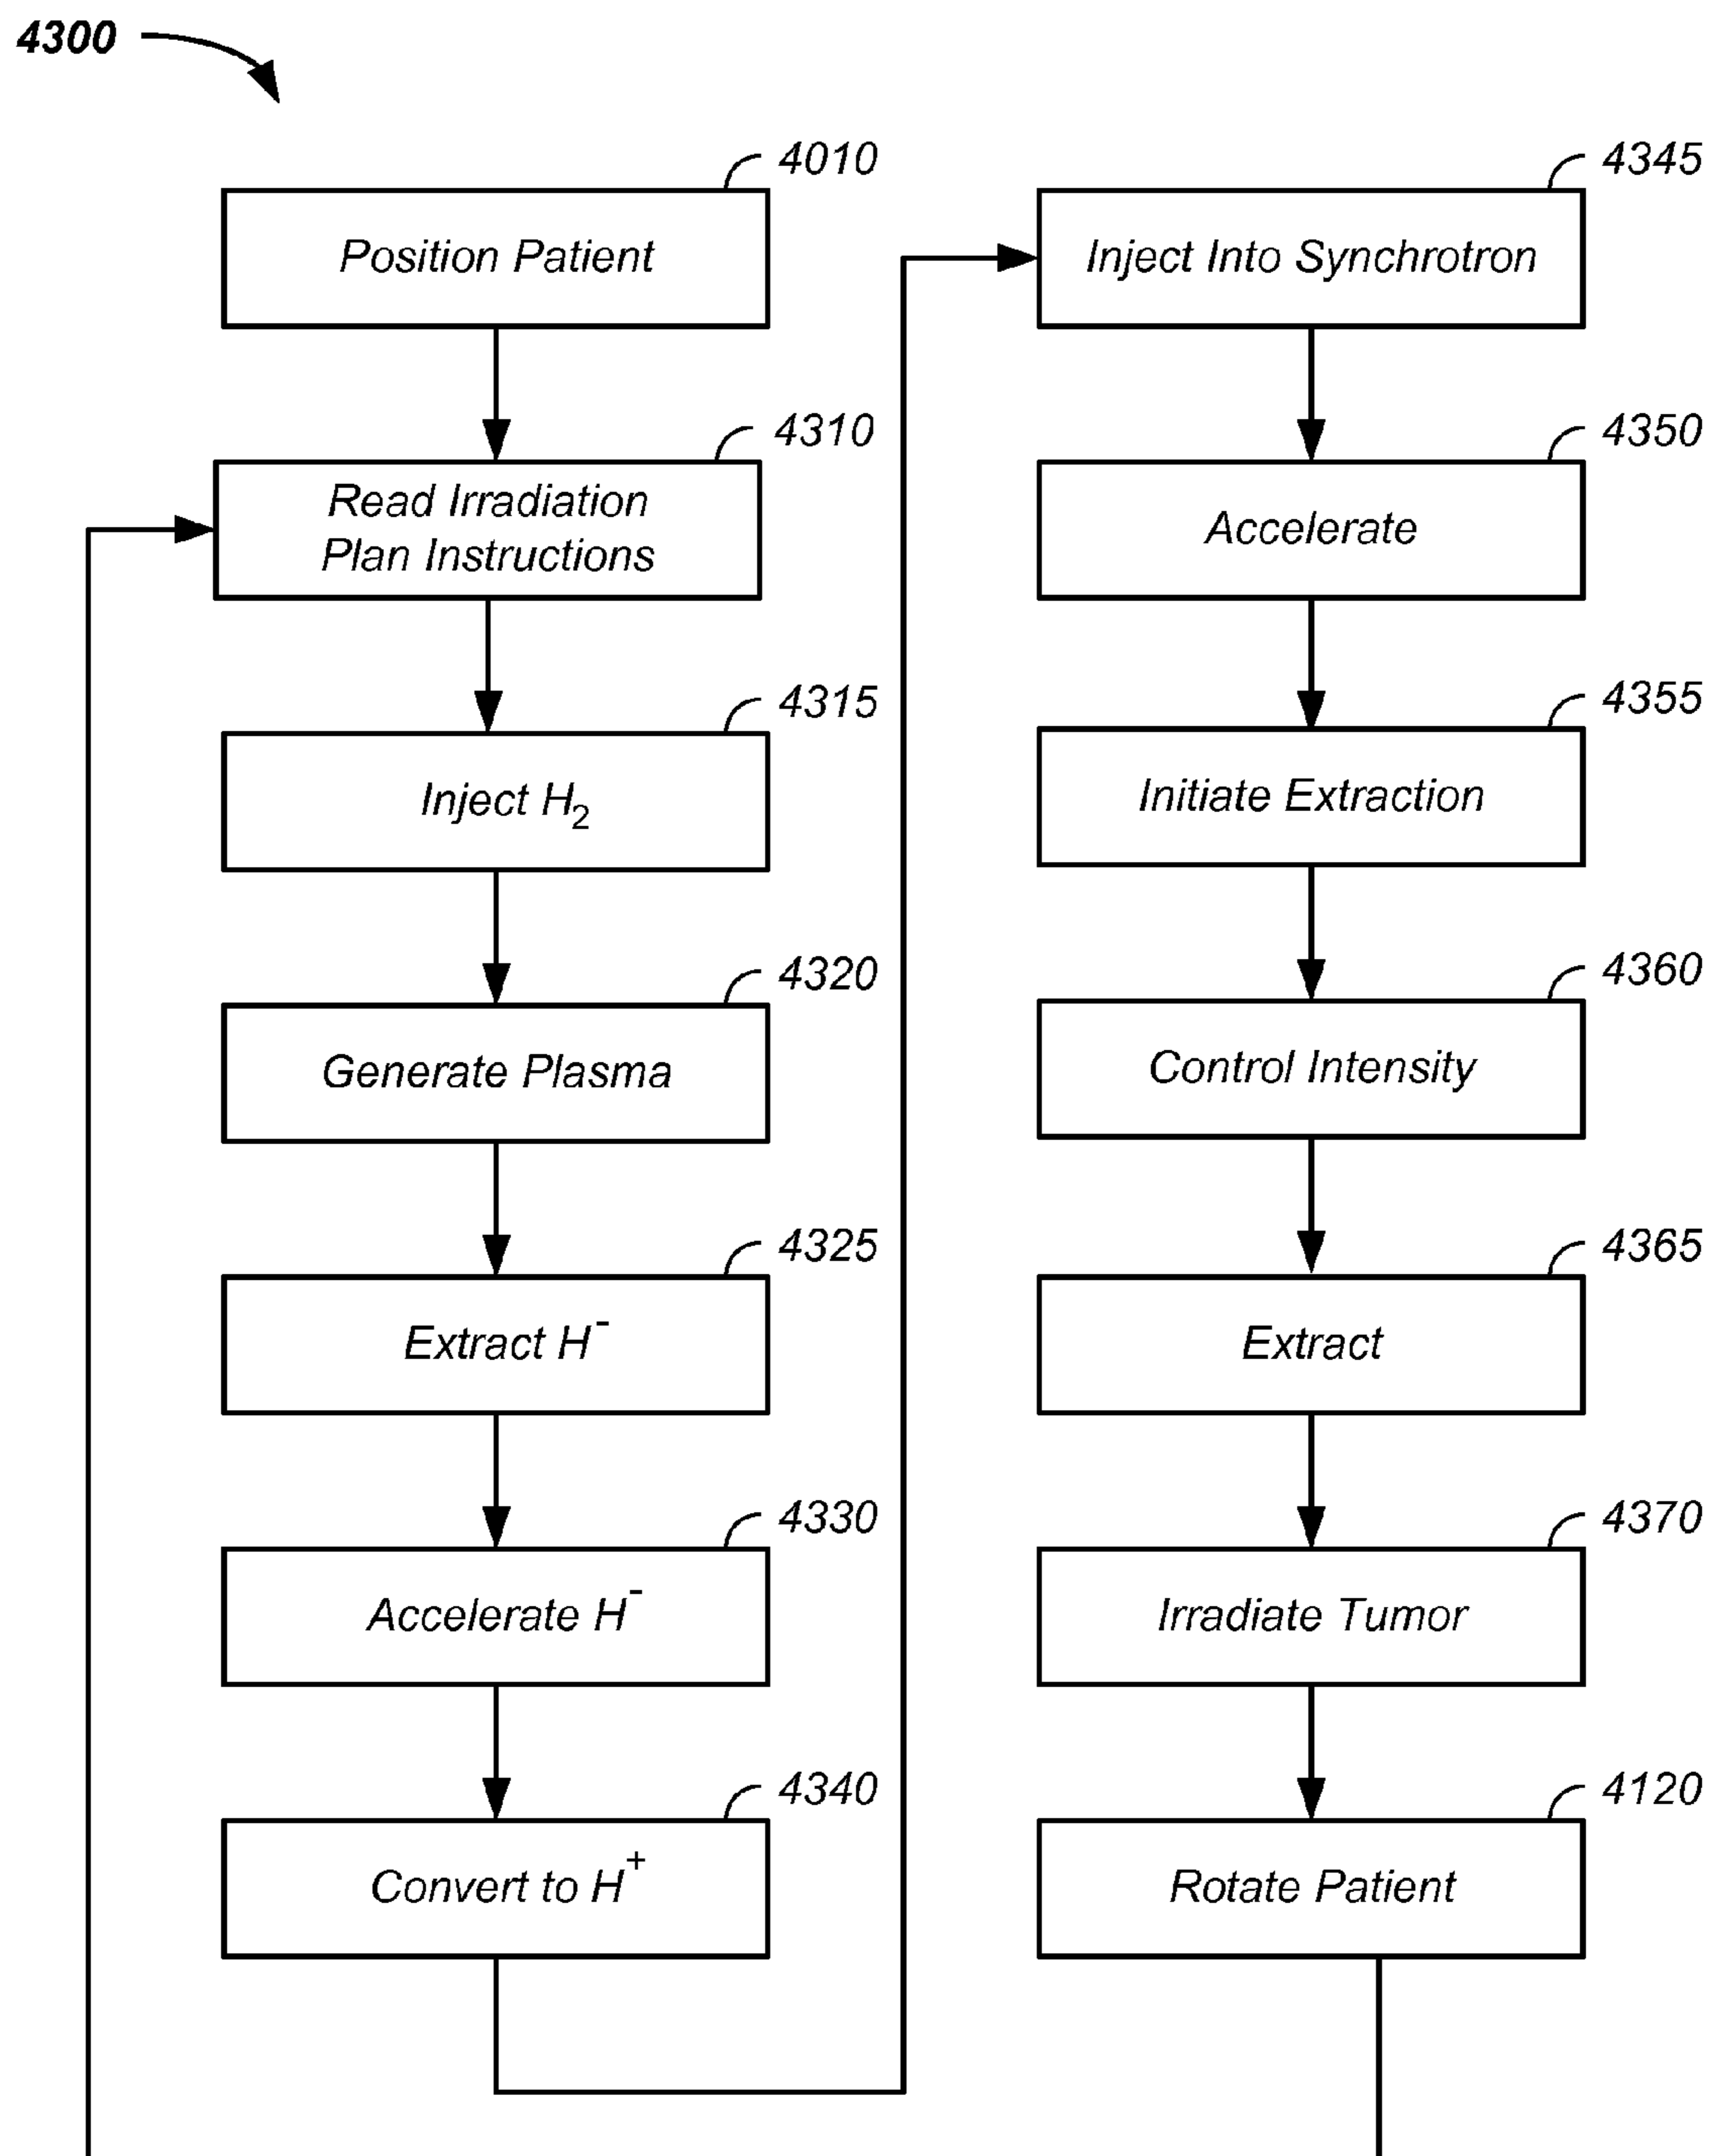 4300
4010
Position Patient
4310
Read Irradiation
Plan Instructions
4315
Inject H₂
4320
Generate Plasma
4325
Extract H⁻
4330
Accelerate H⁻
4340
Convert to H⁺
4345
Inject Into Synchrotron
4350
Accelerate
4355
Initiate Extraction
4360
Control Intensity
4365
Extract
4370
Irradiate Tumor
4120
Rotate Patient